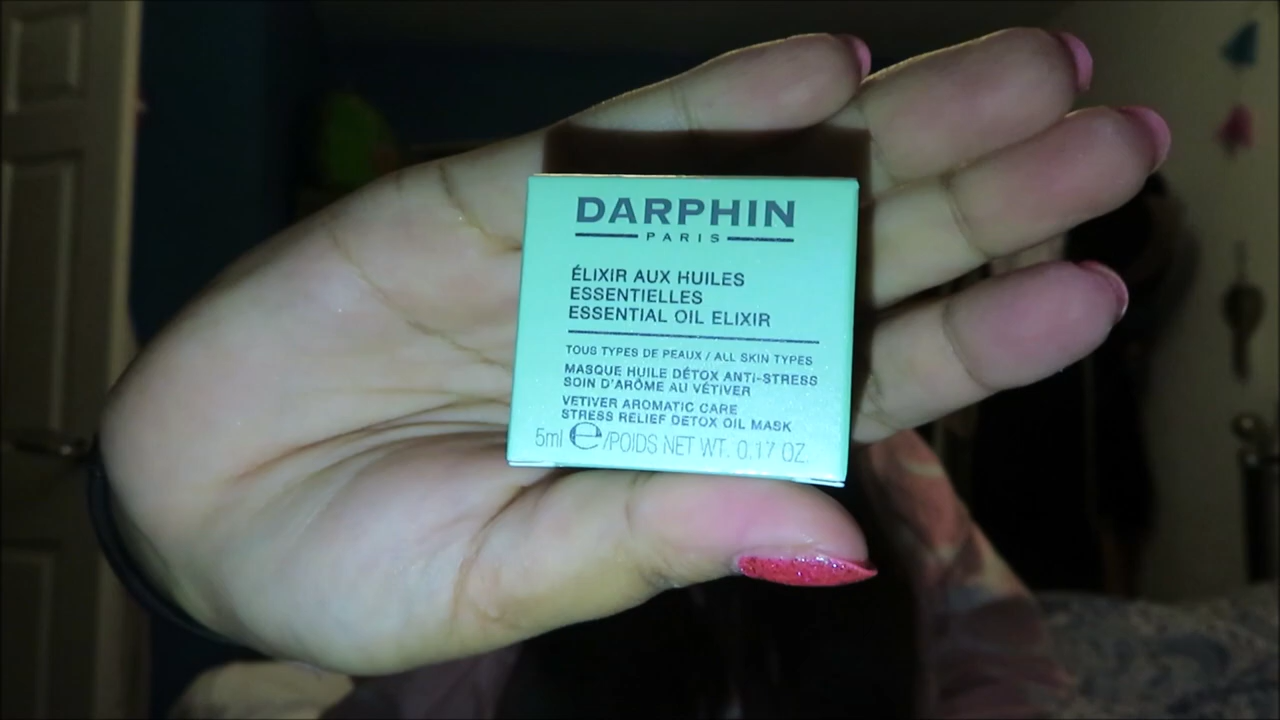 DARPHIN
PARIS
ÉLIXIR AUX HUILES
ESSENTIELLES
ESSENTIAL OIL ELIXIR
TOUS TYPES DE PEAUX / ALL SKIN TYPES
MASQUE HUILE DÉTOX ANTI-STRESS
SOIN D'ARÔME AU VÉTIVER
VETIVER AROMATIC CARE
STRESS RELIEF DETOX OIL MASK
5ml ℮/POIDS NET WT. 0.17 OZ.